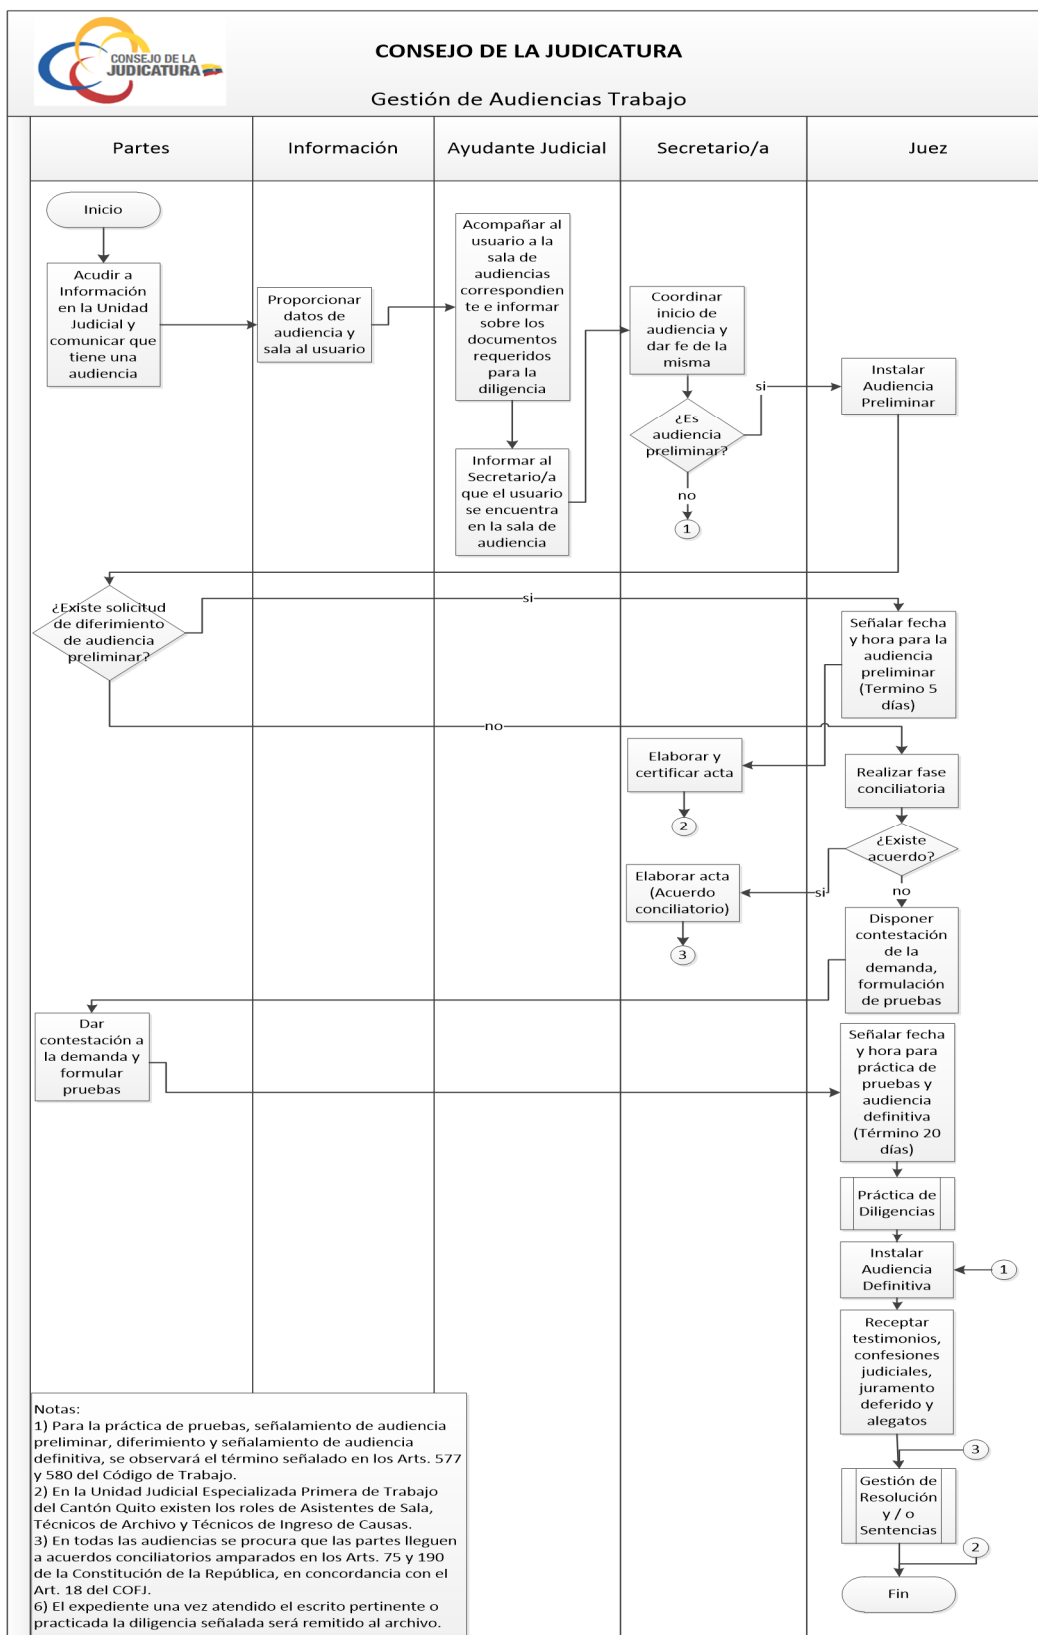 CONSEJO DE LA
JUDICATURA
CONSEJO DE LA JUDICATURA
Gestión de Audiencias Trabajo
Partes
Información
Ayudante Judicial
Secretario/a
Juez
Inicio
Acudir a
Información
en la Unidad
Judicial y
comunicar que
tiene una
audiencia
Proporcionar
datos de
audiencia y
sala al usuario
Acompañar al
usuario a la
sala de
audiencias
correspondien
te e informar
sobre los
documentos
requeridos
para la
diligencia
Informar al
Secretario/a
que el usuario
se encuentra
en la sala de
audiencia
Coordinar
inicio de
audiencia y
dar fe de la
misma
¿Es
audiencia
preliminar?
si
no
1
Instalar
Audiencia
Preliminar
¿Existe solicitud
de diferimiento
de audiencia
preliminar?
si
no
Señalar fecha
y hora para la
audiencia
preliminar
(Termino 5
días)
Elaborar y
certificar acta
2
Realizar fase
conciliatoria
¿Existe
acuerdo?
si
no
Elaborar acta
(Acuerdo
conciliatorio)
3
Disponer
contestación
de la
demanda,
formulación
de pruebas
Dar
contestación a
la demanda y
formular
pruebas
Señalar fecha
y hora para
práctica de
pruebas y
audiencia
definitiva
(Término 20
días)
Práctica de
Diligencias
Instalar
Audiencia
Definitiva
1
Receptar
testimonios,
confesiones
judiciales,
juramento
deferido y
alegatos
3
Gestión de
Resolución
y / o
Sentencias
2
Fin
Notas:
1) Para la práctica de pruebas, señalamiento de audiencia
preliminar, diferimiento y señalamiento de audiencia
definitiva, se observará el término señalado en los Arts. 577
y 580 del Código de Trabajo.
2) En la Unidad Judicial Especializada Primera de Trabajo
del Cantón Quito existen los roles de Asistentes de Sala,
Técnicos de Archivo y Técnicos de Ingreso de Causas.
3) En todas las audiencias se procura que las partes lleguen
a acuerdos conciliatorios amparados en los Arts. 75 y 190
de la Constitución de la República, en concordancia con el
Art. 18 del COFJ.
6) El expediente una vez atendido el escrito pertinente o
practicada la diligencia señalada será remitido al archivo.